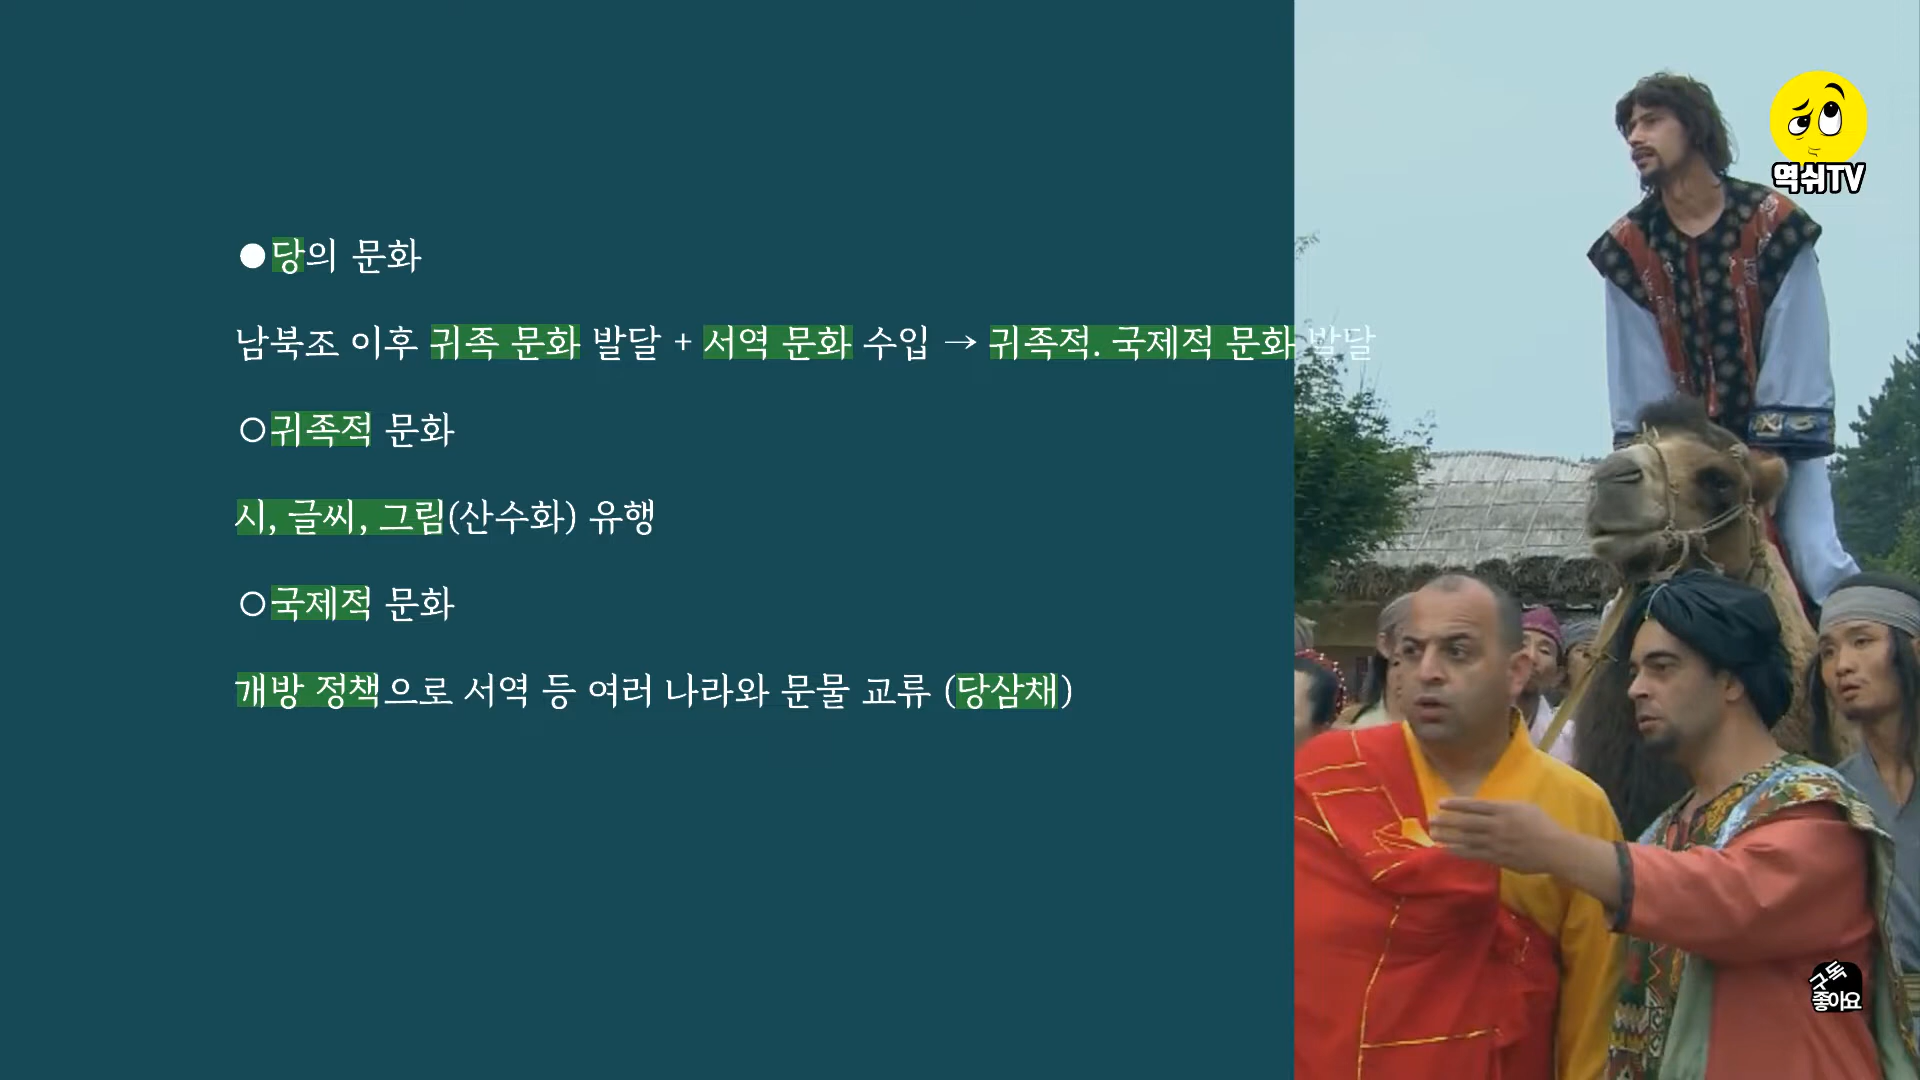 ●당의 문화
남북조 이후 귀족 문화 발달 + 서역 문화 수입 → 귀족적. 국제적 문화 발달
○귀족적 문화
시, 글씨, 그림(산수화) 유행
○국제적 문화
개방 정책으로 서역 등 여러 나라와 문물 교류 (당삼채)
역쉬TV
구독
좋아요